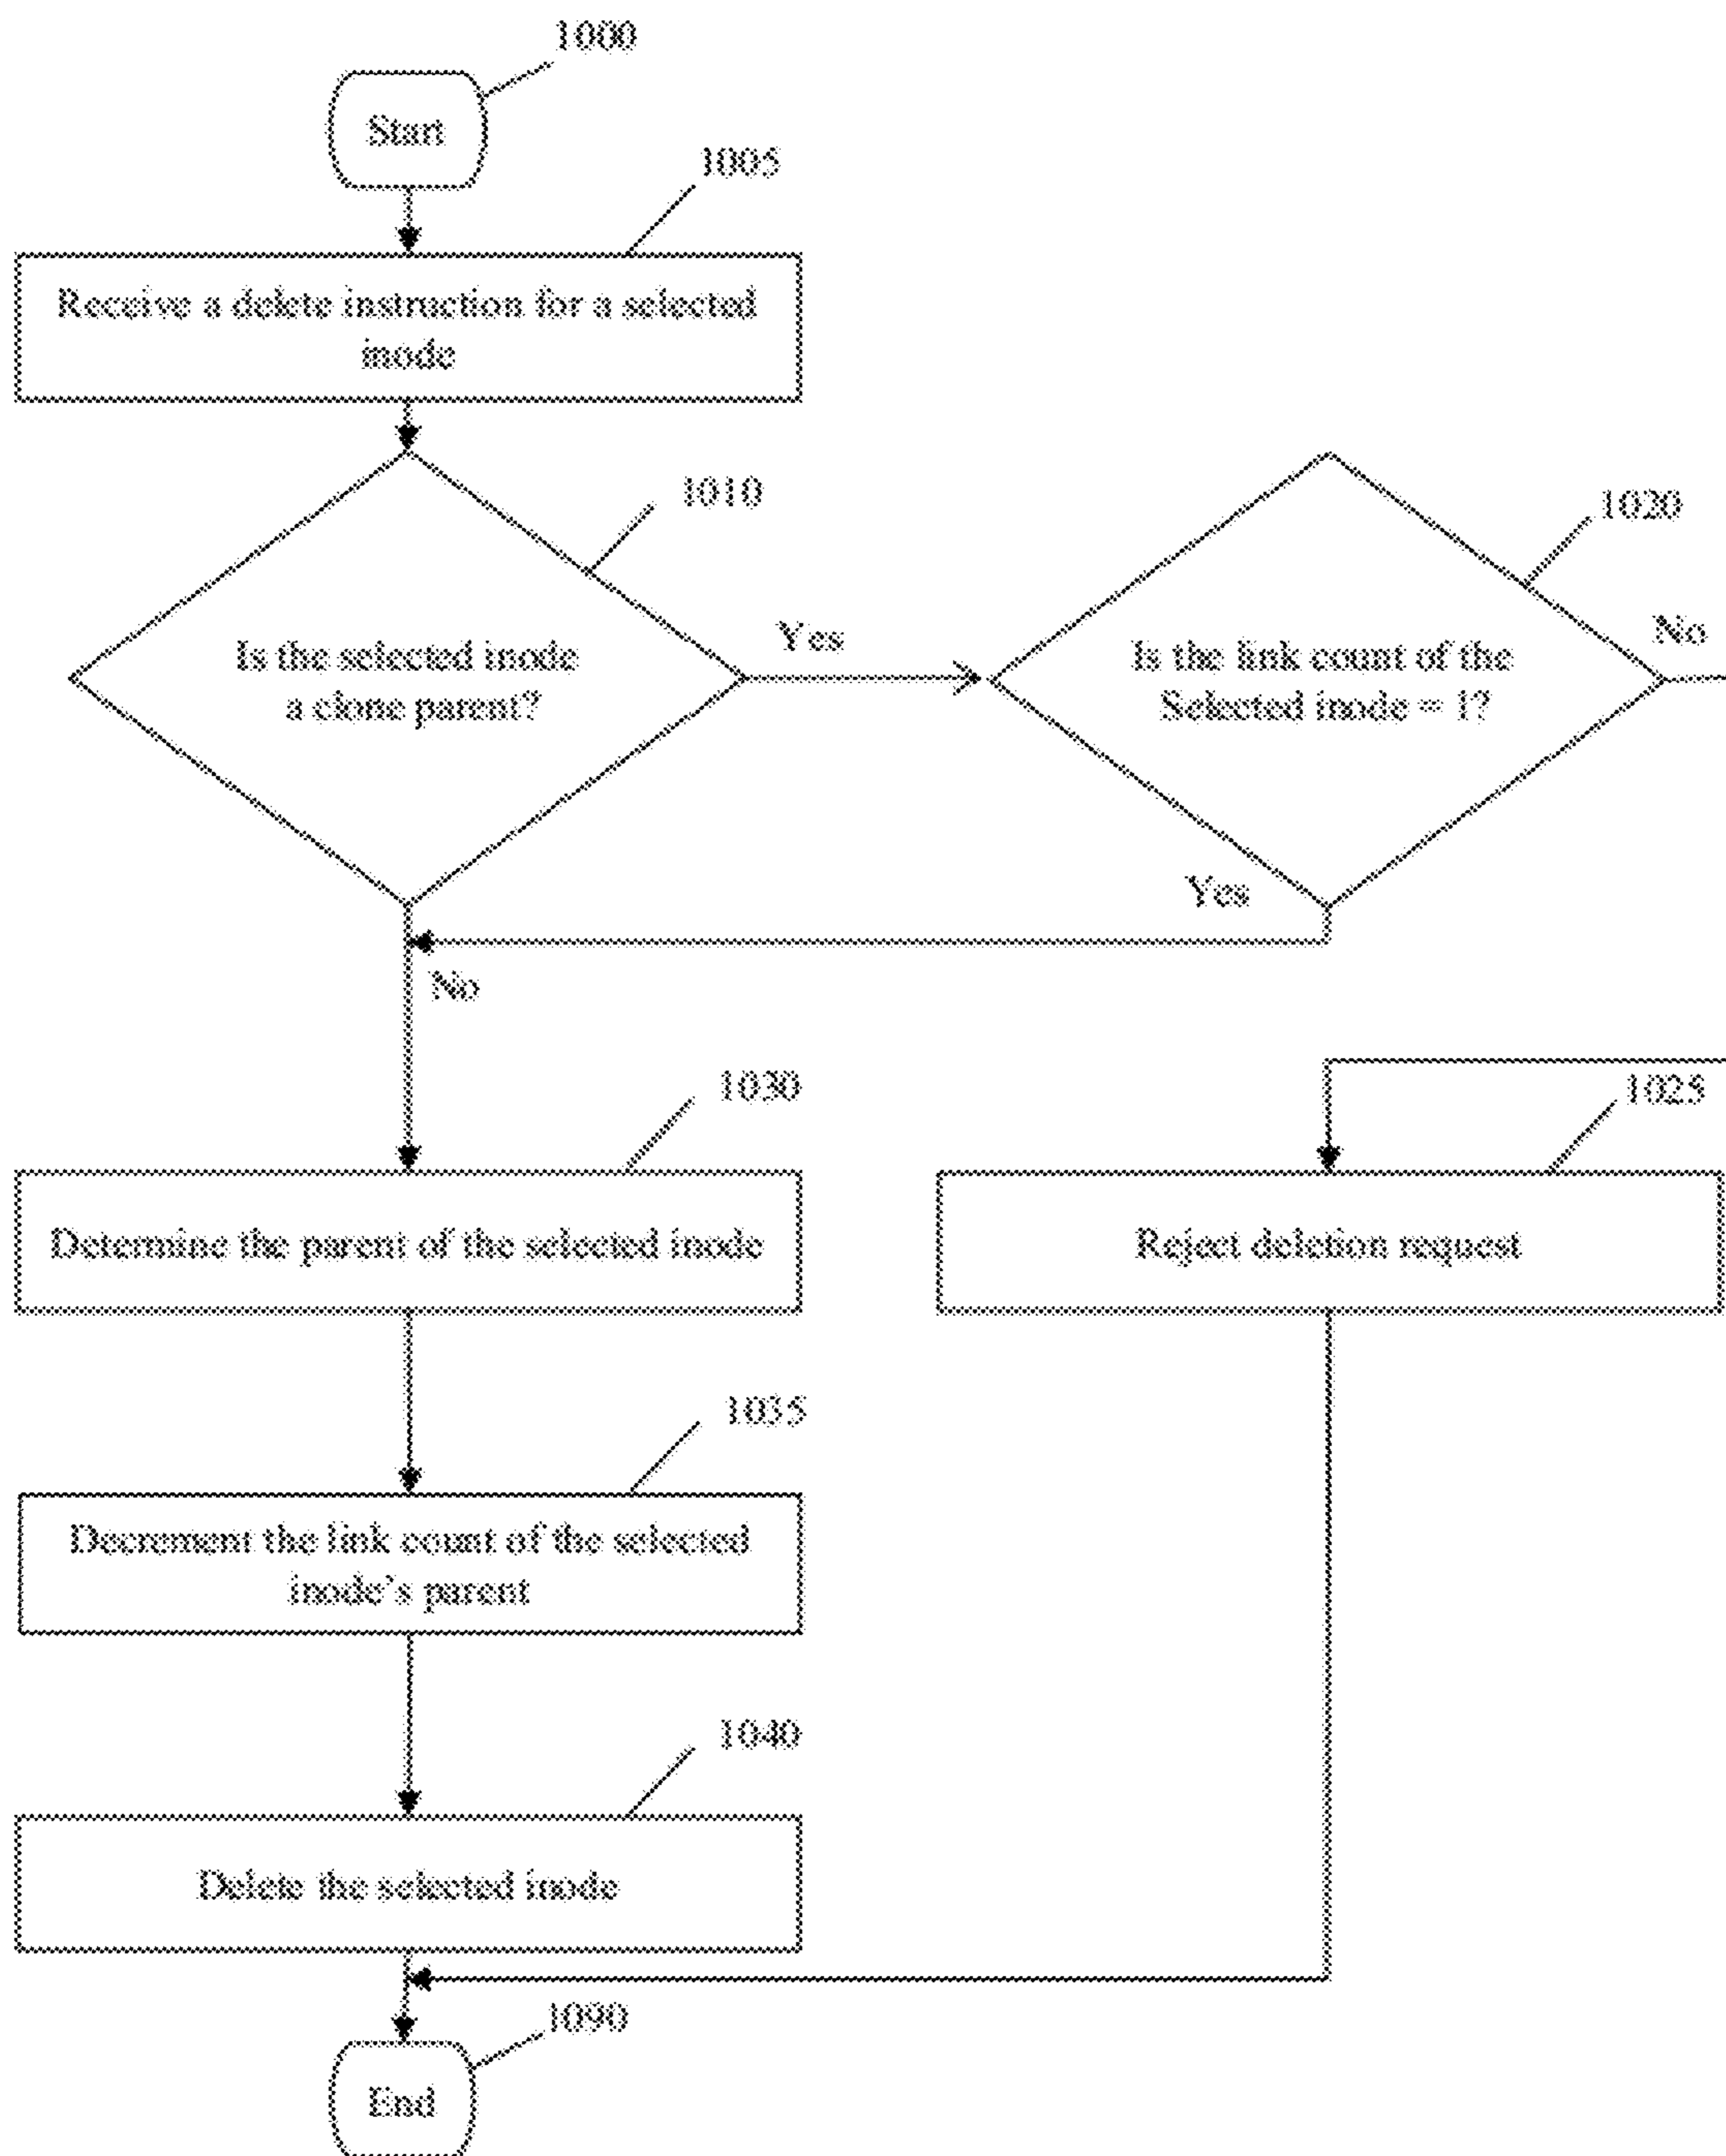 1000
Start
1005
Receive a delete instruction for a selected
inode
1010
Is the selected inode
a clone parent?
Yes
1020
Is the link count of the
Selected inode = 1?
No
Yes
No
1030
Determine the parent of the selected inode
1025
Reject deletion request
1035
Decrement the link count of the selected
inode's parent
1040
Delete the selected inode
1090
End